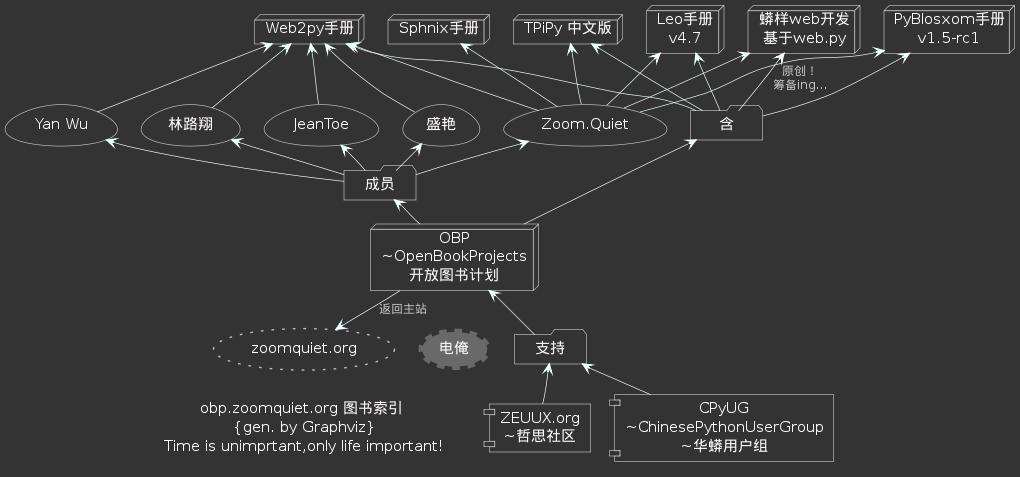 Web2py手册
Sphnix手册
TPiPy 中文版
Leo手册
v4.7
蟒样web开发
基于web.py
PyBlosxom手册
v1.5-rc1
原创！
筹备ing...
Yan Wu
林路翔
JeanToe
盛艳
Zoom.Quiet
含
成员
OBP
~OpenBookProjects
开放图书计划
返回主站
zoomquiet.org
电俺
支持
obp.zoomquiet.org 图书索引
{gen. by Graphviz}
Time is unimprtant,only life important!
ZEUUX.org
~哲思社区
CPyUG
~ChinesePythonUserGroup
~华蟒用户组